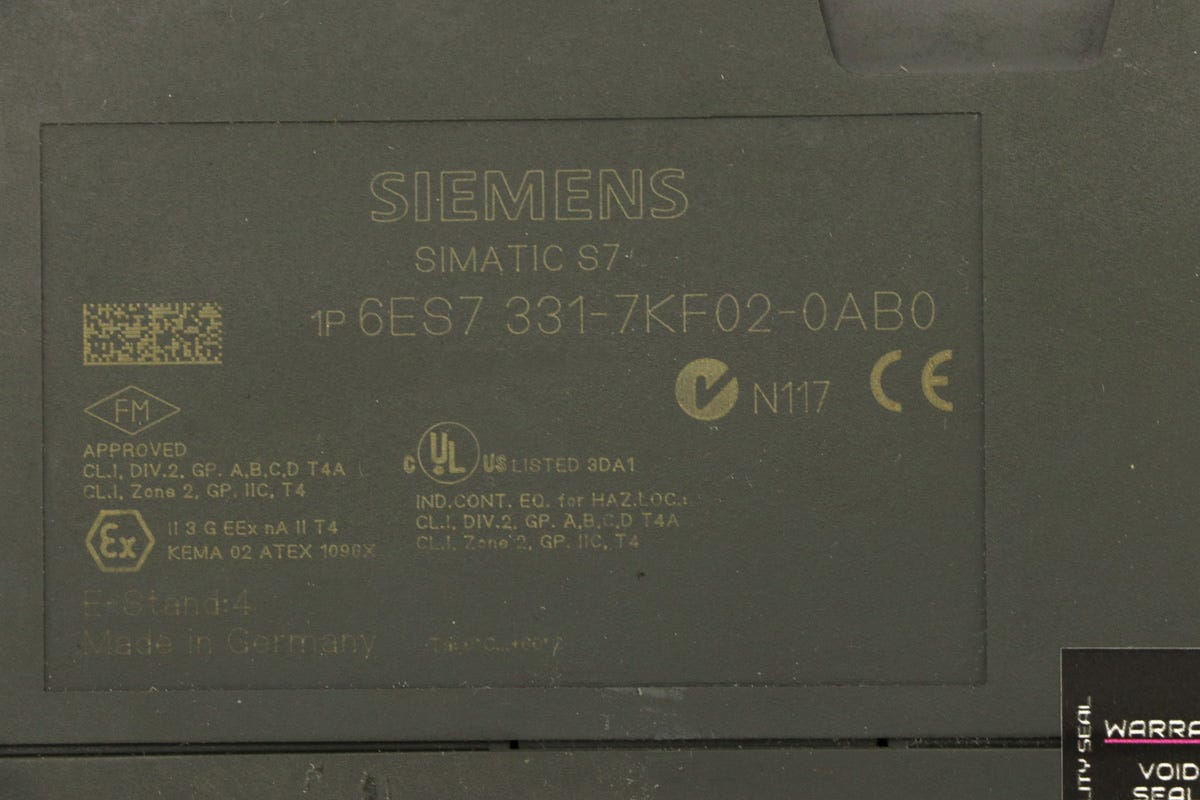 SIEMENS
SIMATIC S7
1P 6ES7 331-7KF02-0AB0
N117 CE
FM
APPROVED
CL.I, DIV.2, GP. A,B,C,D T4A
CL.I, Zone 2, GP. IIC, T4
Ex
II 3 G EEx nA II T4
KEMA 02 ATEX 1096X
C UL US LISTED 3DA1
IND.CONT. EQ. for HAZ.LOC.:
CL.I, DIV.2, GP. A,B,C,D T4A
CL.I, Zone 2, GP. IIC, T4
E-Stand:4
Made in Germany
WARRA
VOID
SEAL